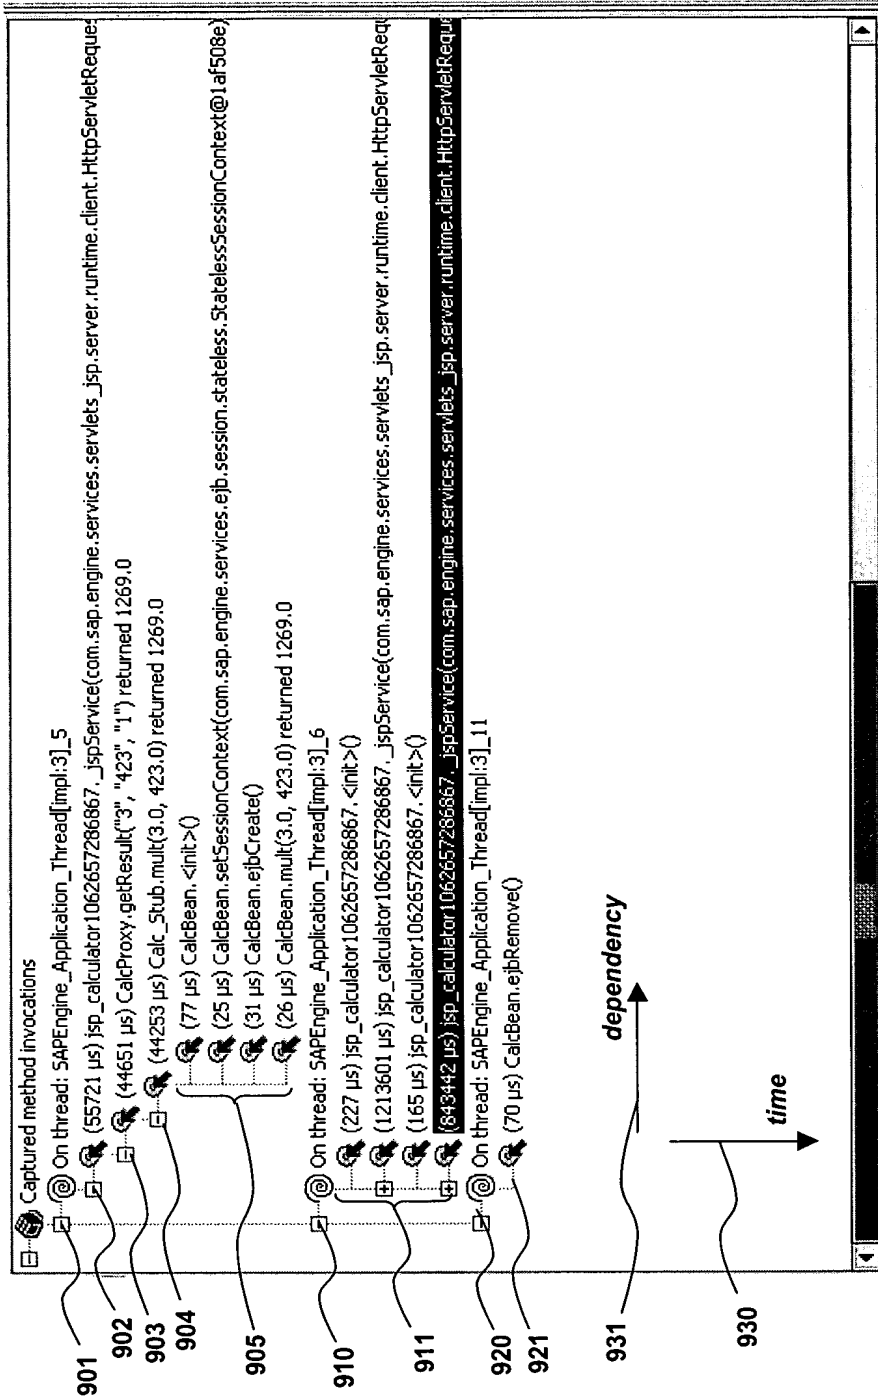 Captured method invocations
On thread: SAPEngine_Application_Thread[impl:3]_5
(55721 µs) jsp_calculator1062657286867._jspService(com.sap.engine.services.servlets_jsp.server.runtime.client.HttpServletReques
(44651 µs) CalcProxy.getResult("3", "423", "1") returned 1269.0
(44253 µs) Calc_Stub.mult(3.0, 423.0) returned 1269.0
(77 µs) CalcBean.<init>()
(25 µs) CalcBean.setSessionContext(com.sap.engine.services.ejb.session.stateless.StatelessSessionContext@1af508e)
(31 µs) CalcBean.ejbCreate()
(26 µs) CalcBean.mult(3.0, 423.0) returned 1269.0
On thread: SAPEngine_Application_Thread[impl:3]_6
(227 µs) jsp_calculator1062657286867.<init>()
(1213601 µs) jsp_calculator1062657286867._jspService(com.sap.engine.services.servlets_jsp.server.runtime.client.HttpServletRequ
(165 µs) jsp_calculator1062657286867.<init>()
(843442 µs) jsp_calculator1062657286867._jspService(com.sap.engine.services.servlets_jsp.server.runtime.client.HttpServletRequ
On thread: SAPEngine_Application_Thread[impl:3]_11
(70 µs) CalcBean.ejbRemove()
dependency
time
901
902
903
904
905
910
911
920
921
931
930